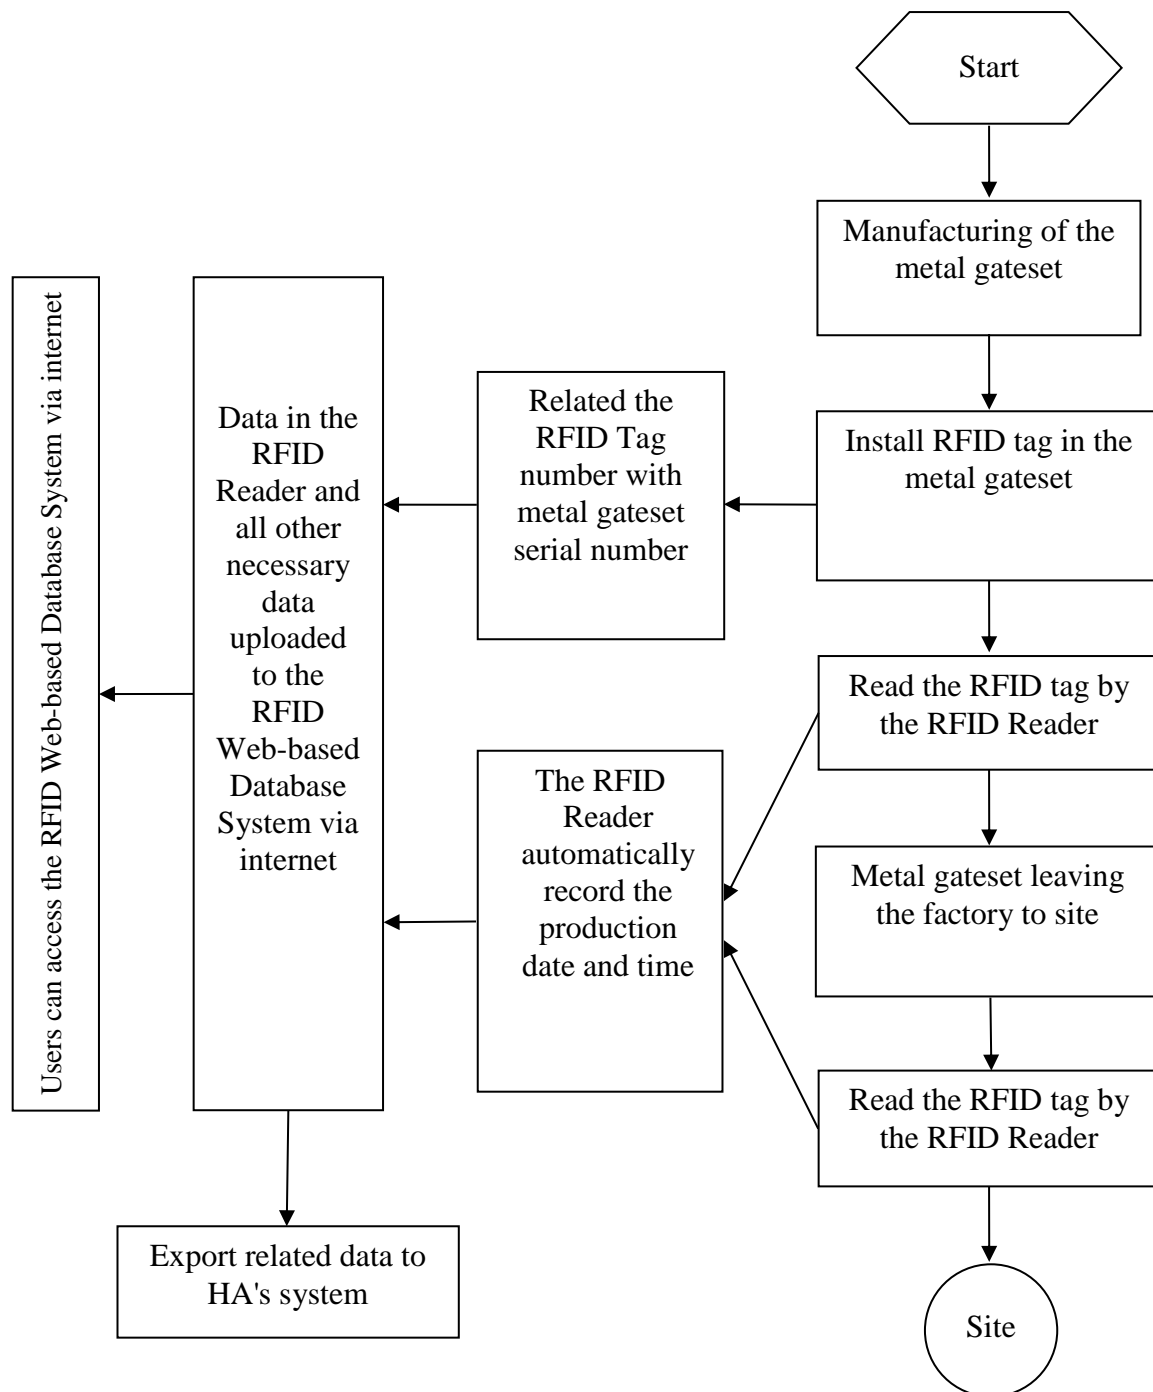 Start
Manufacturing of the
metal gateset
Install RFID tag in the
metal gateset
Related the
RFID Tag
number with
metal gateset
serial number
Data in the
RFID
Reader and
all other
necessary
data
uploaded
to the
RFID
Web-based
Database
System via
internet
Users can access the RFID Web-based Database System via internet
Read the RFID tag by
the RFID Reader
The RFID
Reader
automatically
record the
production
date and time
Metal gateset leaving
the factory to site
Read the RFID tag by
the RFID Reader
Export related data to
HA's system
Site